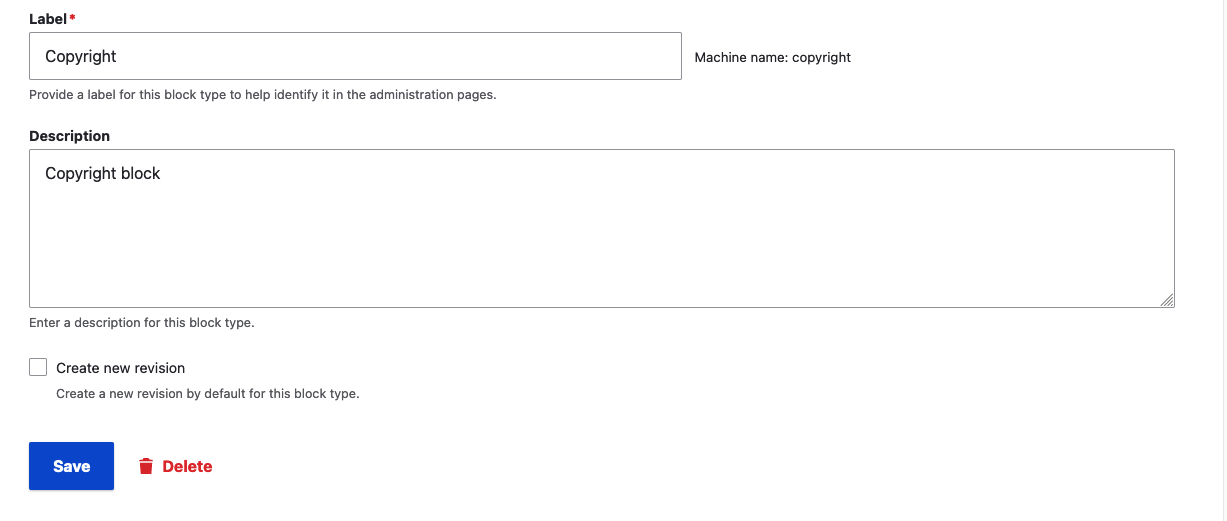 Label*
Copyright
Machine name: copyright
Provide a label for this block type to help identify it in the administration pages.
Description
Copyright block
Enter a description for this block type.
Create new revision
Create a new revision by default for this block type.
Save
Delete